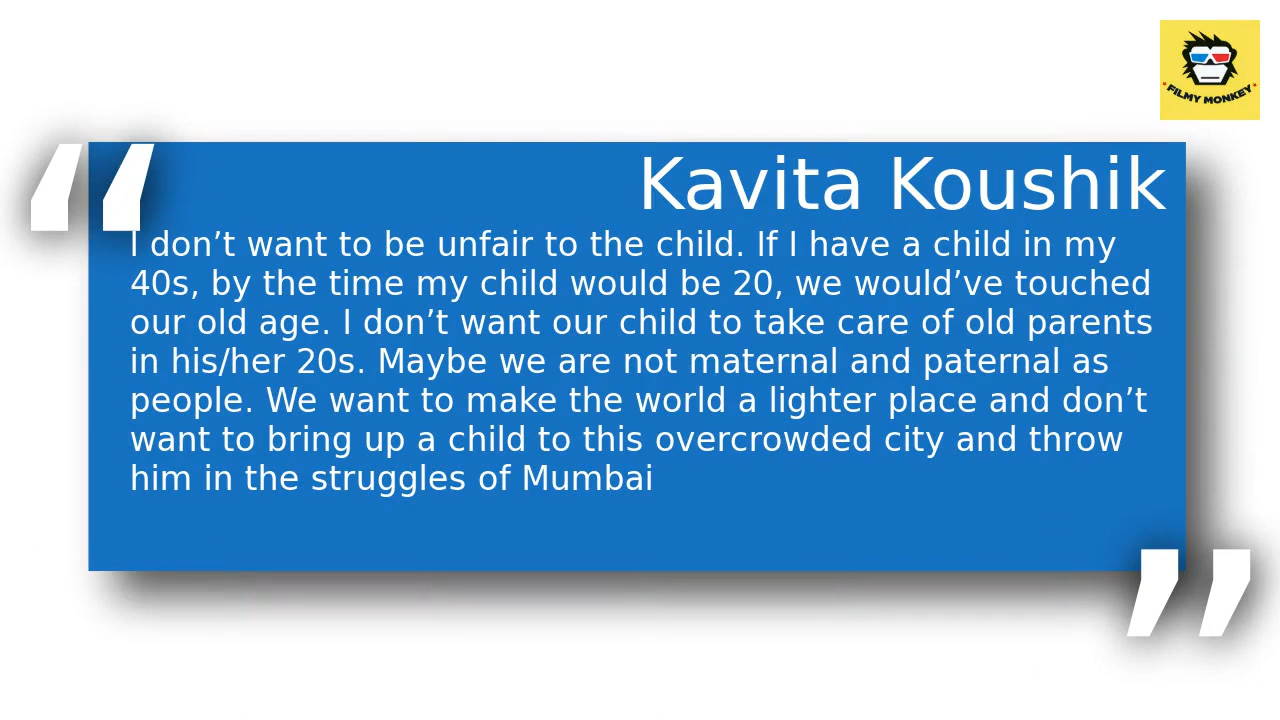 FILMY MONKEY
“
Kavita Koushik
I don’t want to be unfair to the child. If I have a child in my
40s, by the time my child would be 20, we would’ve touched
our old age. I don’t want our child to take care of old parents
in his/her 20s. Maybe we are not maternal and paternal as
people. We want to make the world a lighter place and don’t
want to bring up a child to this overcrowded city and throw
him in the struggles of Mumbai
”